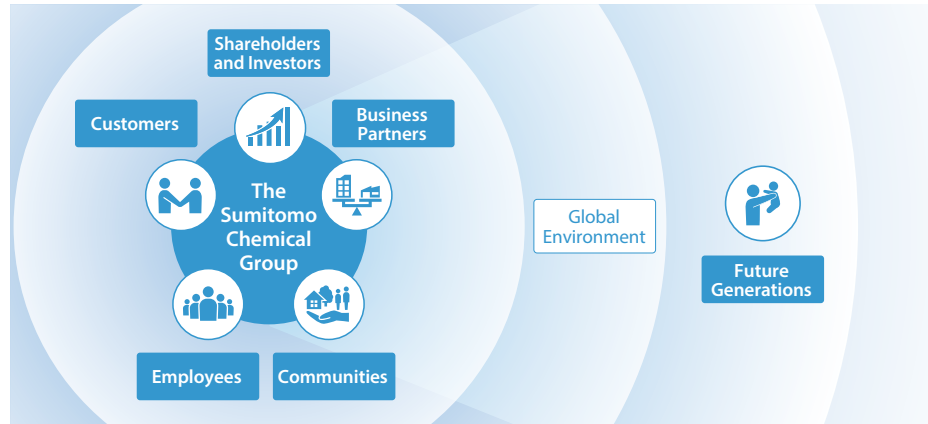 Shareholders
and Investors
Customers
Business
Partners
The
Sumitomo
Chemical
Group
Global
Environment
Future
Generations
Employees
Communities